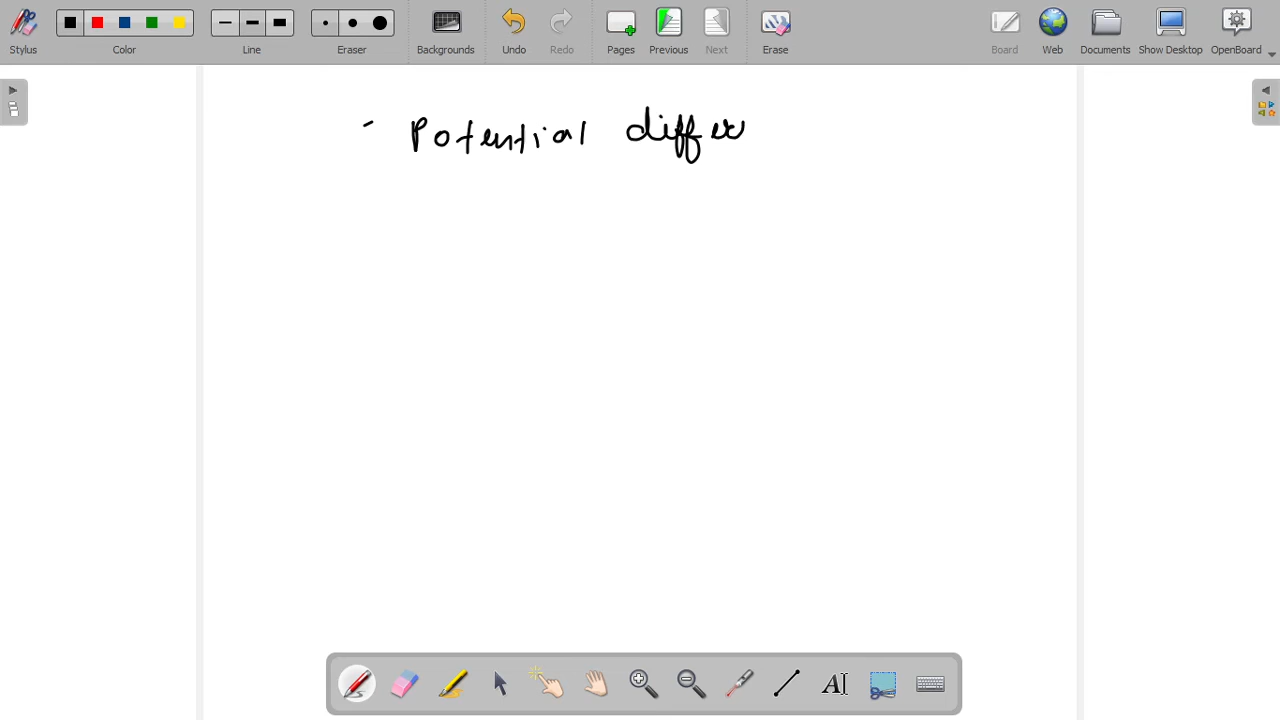 Stylus
Color
Line
Eraser
Backgrounds
Undo
Redo
Pages
Previous
Next
Erase
Board
Web
Documents
Show Desktop
OpenBoard
- Potential differ
AI